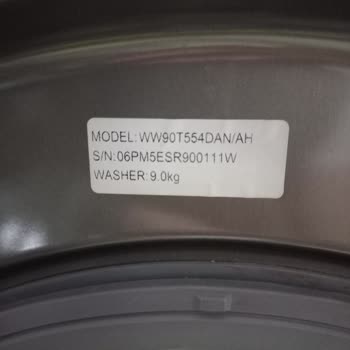 MODEL: WW90T554DAN/AH
S/N: 06PM5ESR900111W
WASHER: 9.0kg